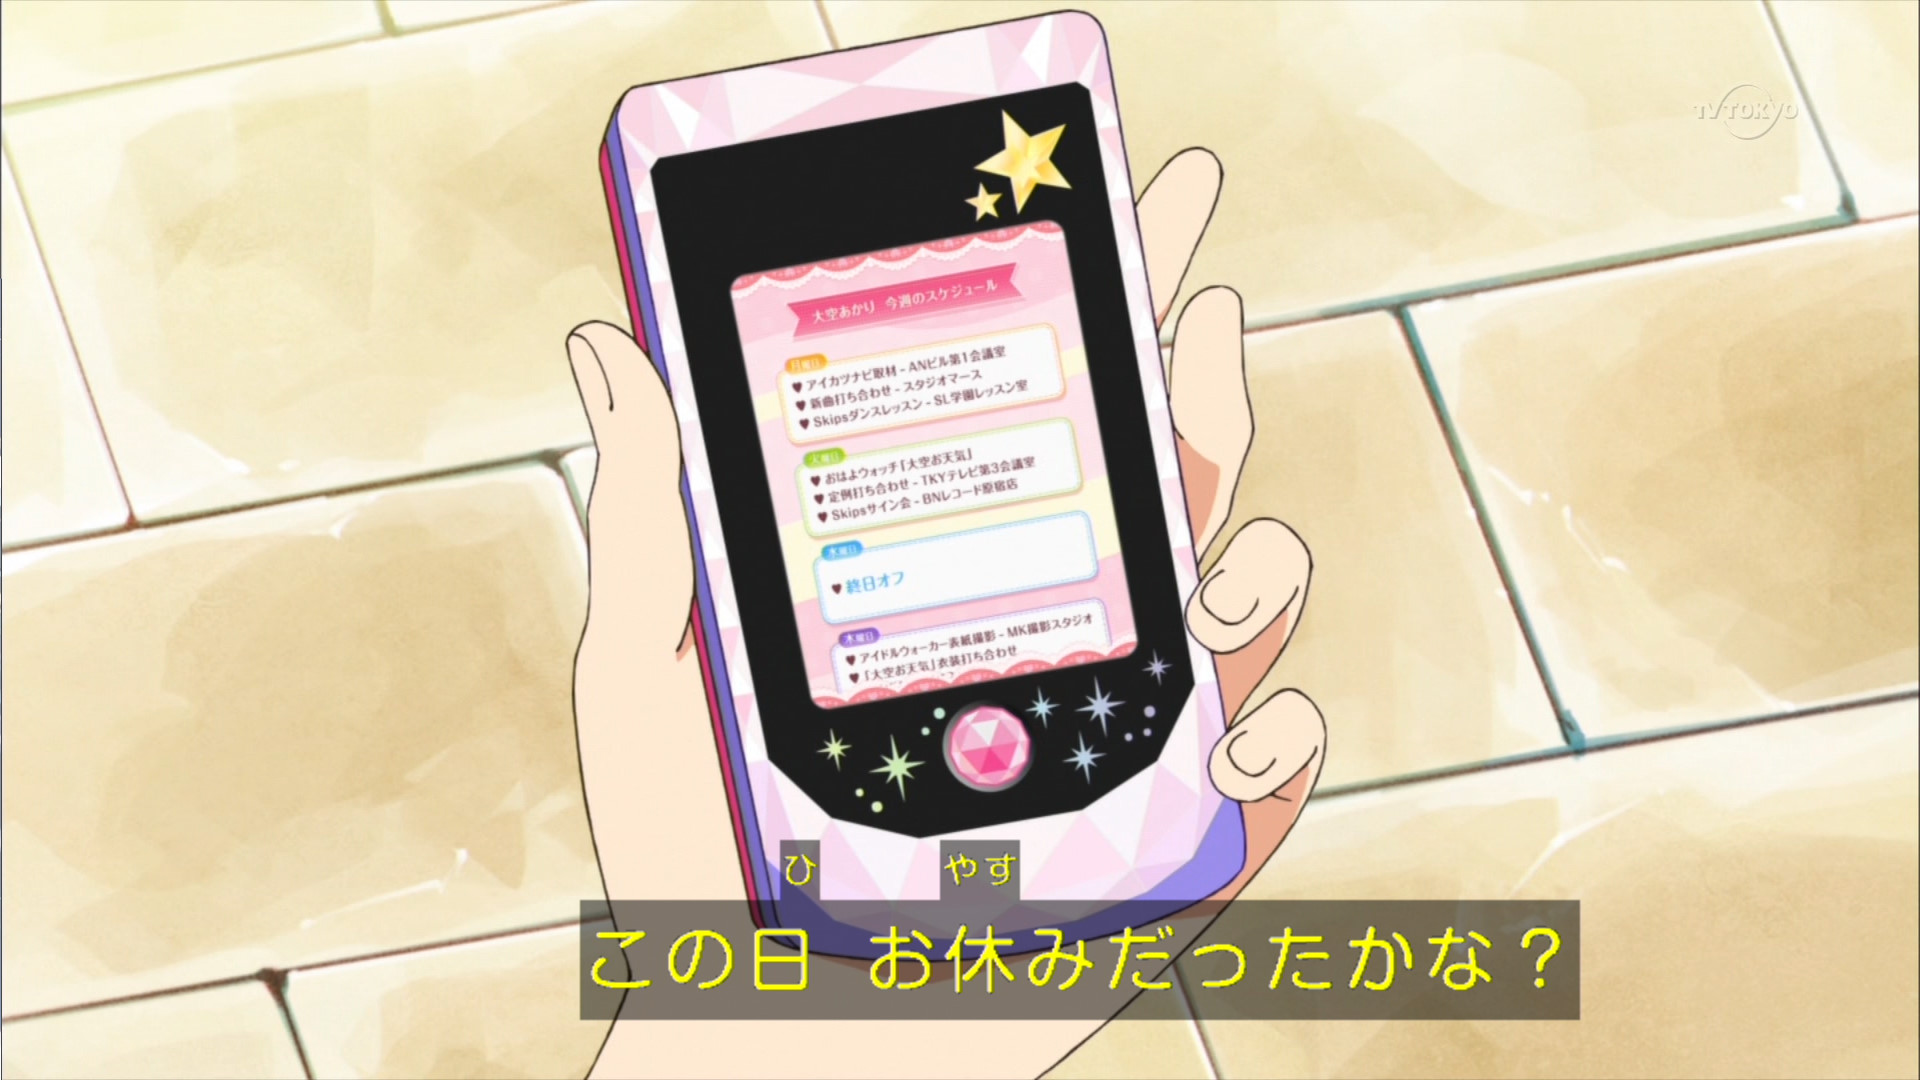 TV TOKYO
大空あかり 今週のスケジュール
月曜日
♥ アイカツナビ取材 - ANビル第1会議室
♥ 新曲打ち合わせ - スタジオマース
♥ Skipsダンスレッスン - SL学園レッスン室
火曜日
♥ おはよウォッチ「大空お天気」
♥ 定例打ち合わせ - TKYテレビ第3会議室
♥ Skipsサイン会 - BNレコード原宿店
水曜日
♥ 終日オフ
木曜日
♥ アイドルウォーカー表紙撮影 - MK撮影スタジオ
♥ 「大空お天気」衣装打ち合わせ
ひ やす
この日 お休みだったかな？